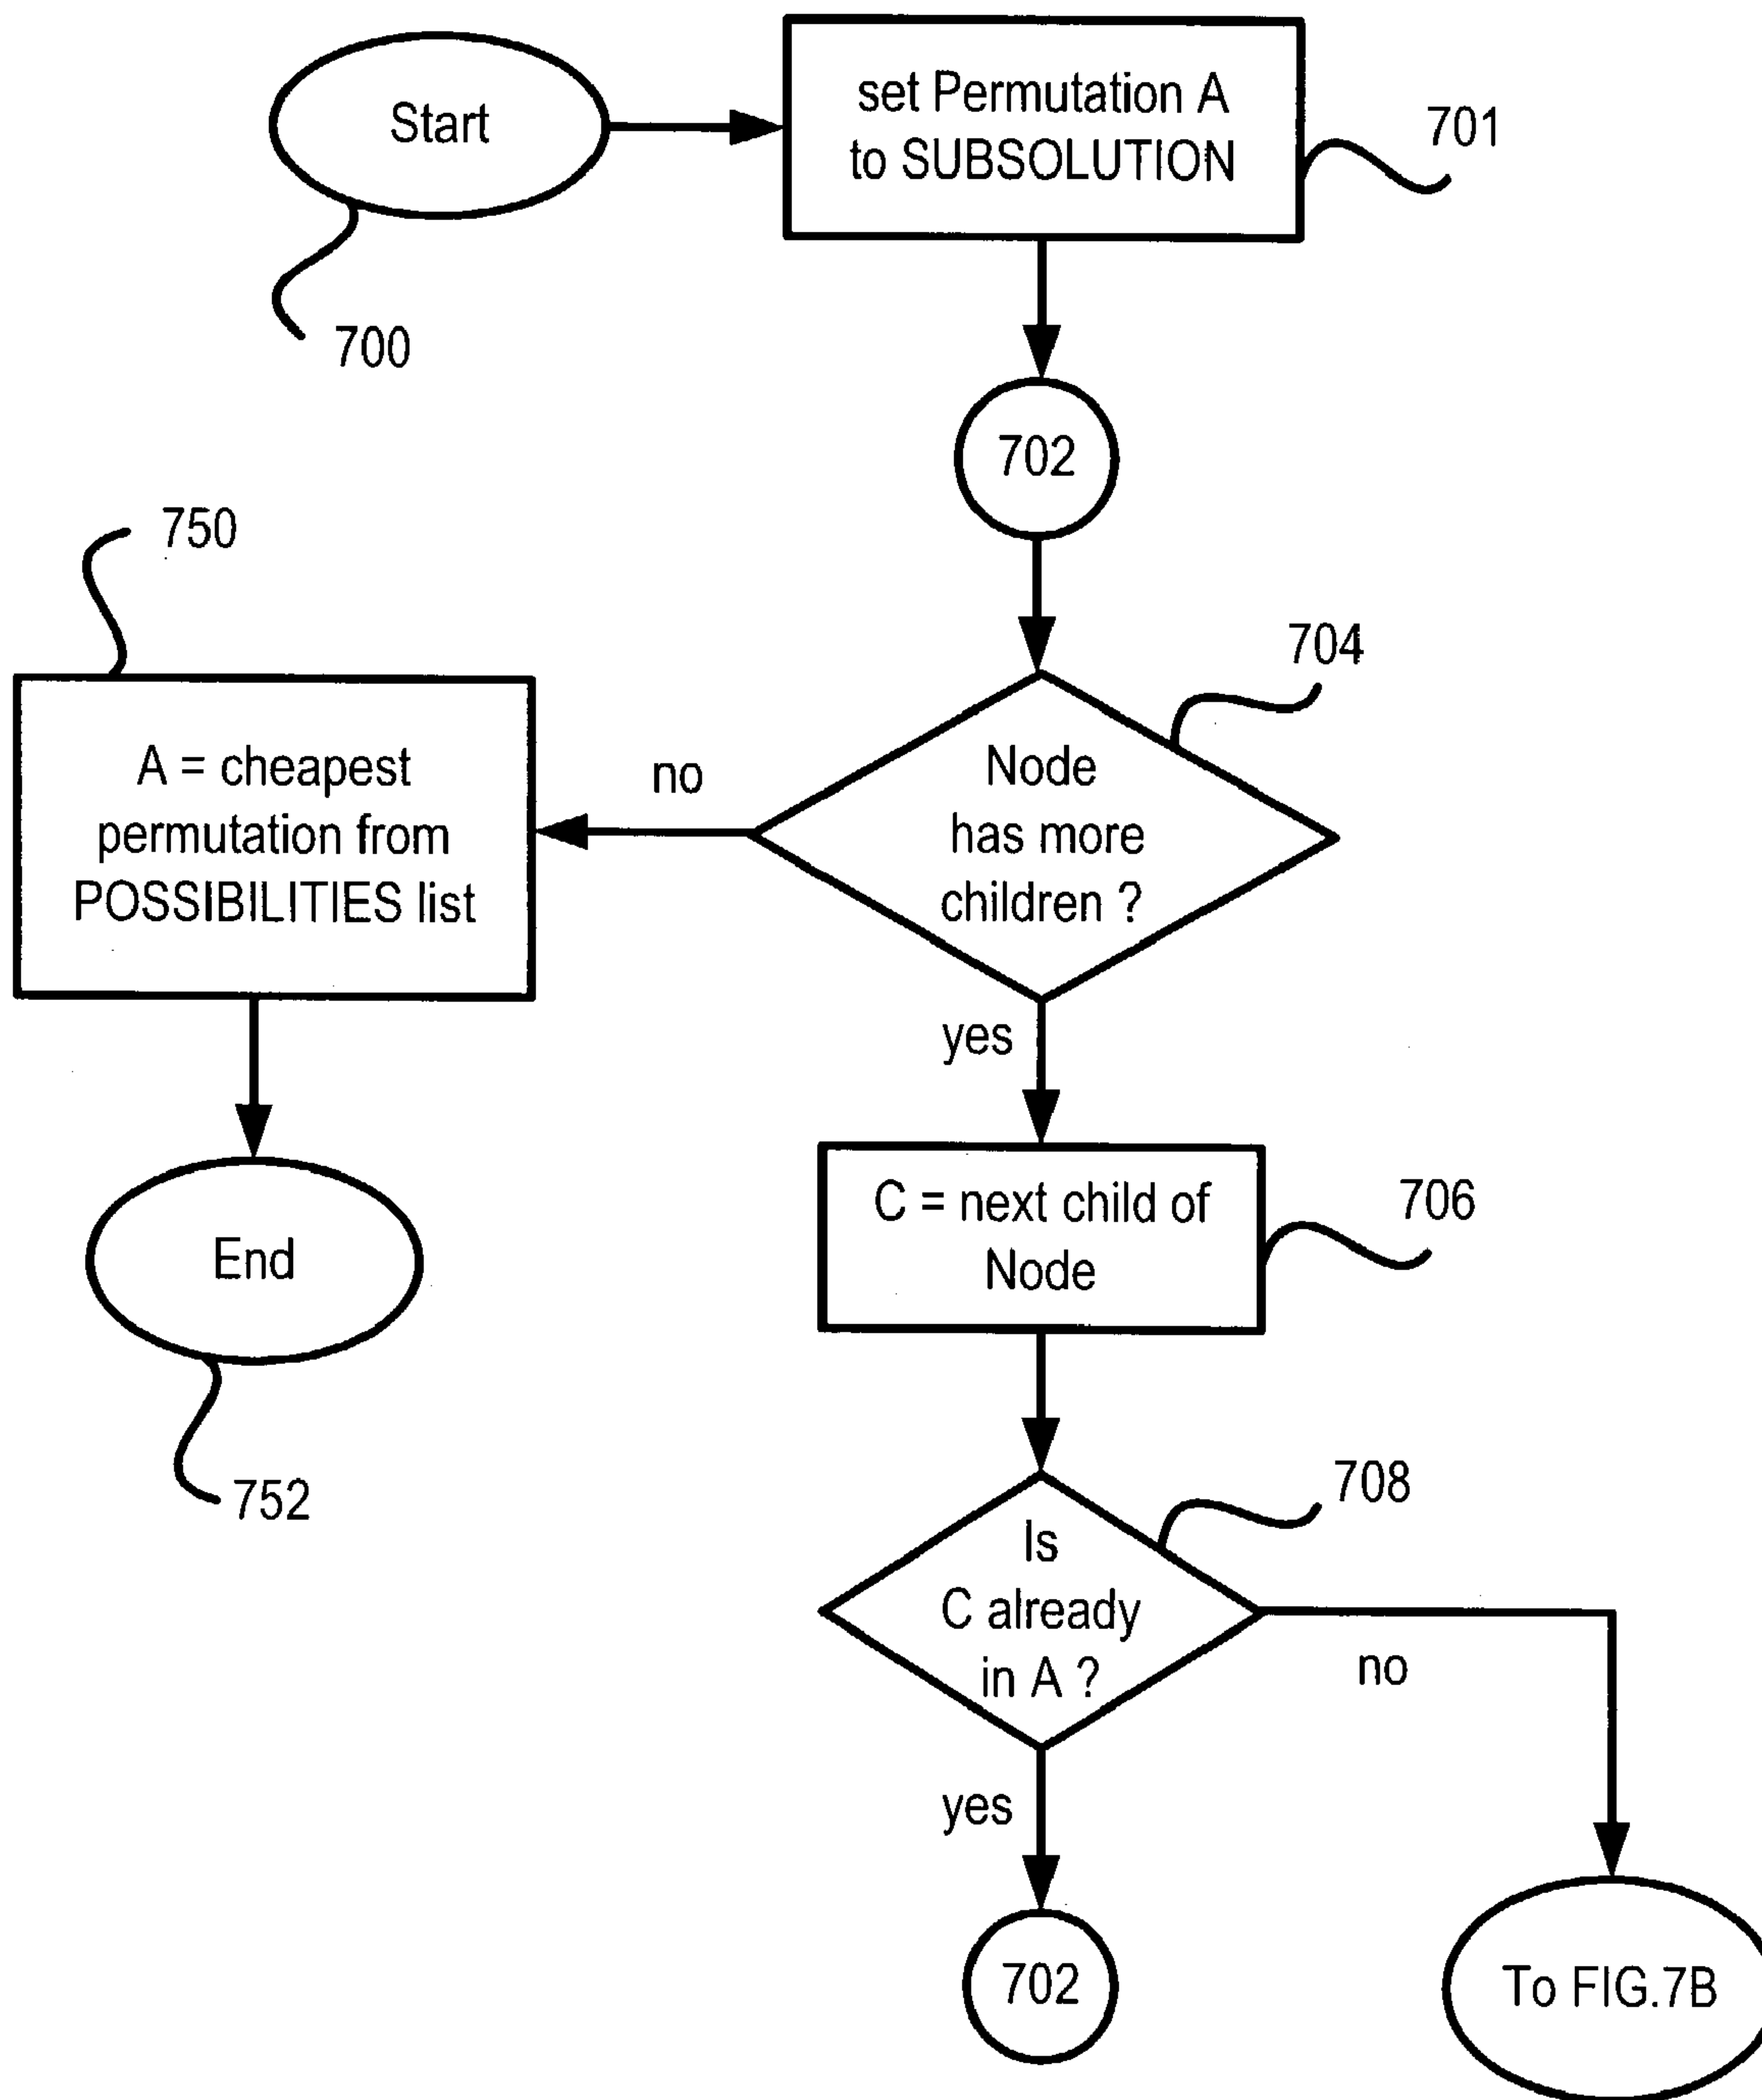 Start
700
set Permutation A
to SUBSOLUTION
701
702
704
Node
has more
children ?
no
750
A = cheapest
permutation from
POSSIBILITIES list
End
752
yes
C = next child of
Node
706
708
Is
C already
in A ?
no
yes
702
To FIG.7B